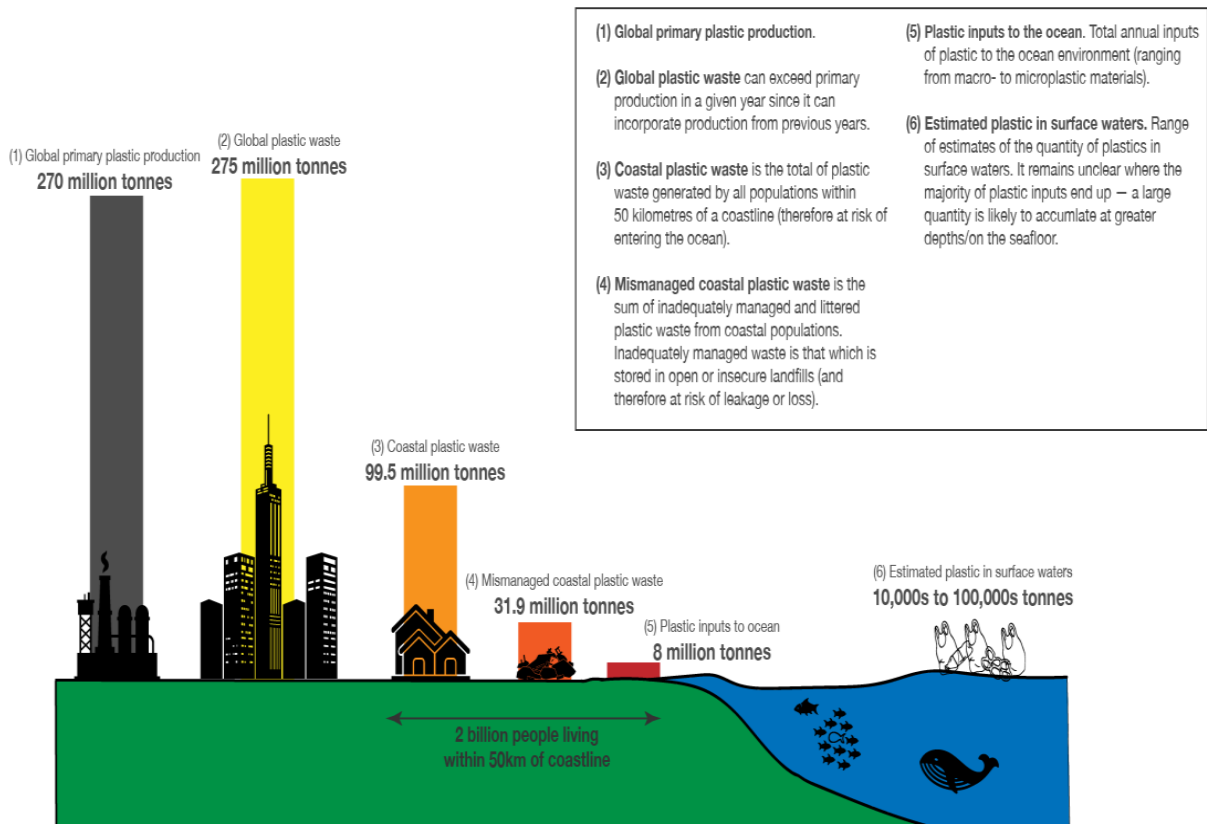 (1) Global primary plastic production.
(2) Global plastic waste can exceed primary
production in a given year since it can
incorporate production from previous years.
(3) Coastal plastic waste is the total of plastic
waste generated by all populations within
50 kilometres of a coastline (therefore at risk of
entering the ocean).
(4) Mismanaged coastal plastic waste is the
sum of inadequately managed and littered
plastic waste from coastal populations.
Inadequately managed waste is that which is
stored in open or insecure landfills (and
therefore at risk of leakage or loss).
(5) Plastic inputs to the ocean. Total annual inputs
of plastic to the ocean environment (ranging
from macro- to microplastic materials).
(6) Estimated plastic in surface waters. Range
of estimates of the quantity of plastics in
surface waters. It remains unclear where the
majority of plastic inputs end up — a large
quantity is likely to accumlate at greater
depths/on the seafloor.
(1) Global primary plastic production
270 million tonnes
(2) Global plastic waste
275 million tonnes
(3) Coastal plastic waste
99.5 million tonnes
(4) Mismanaged coastal plastic waste
31.9 million tonnes
(5) Plastic inputs to ocean
8 million tonnes
(6) Estimated plastic in surface waters
10,000s to 100,000s tonnes
2 billion people living
within 50km of coastline